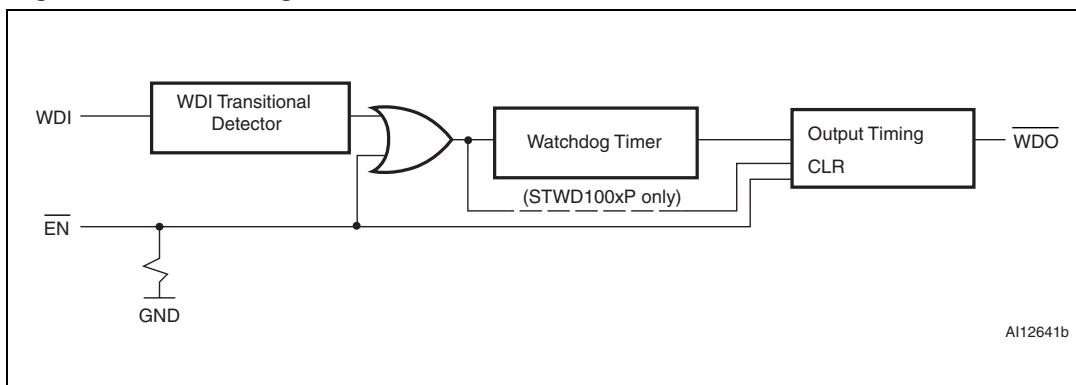 WDI
WDI Transitional
Detector
Watchdog Timer
Output Timing
CLR
WDO
(STWD100xP only)
EN
GND
AI12641b